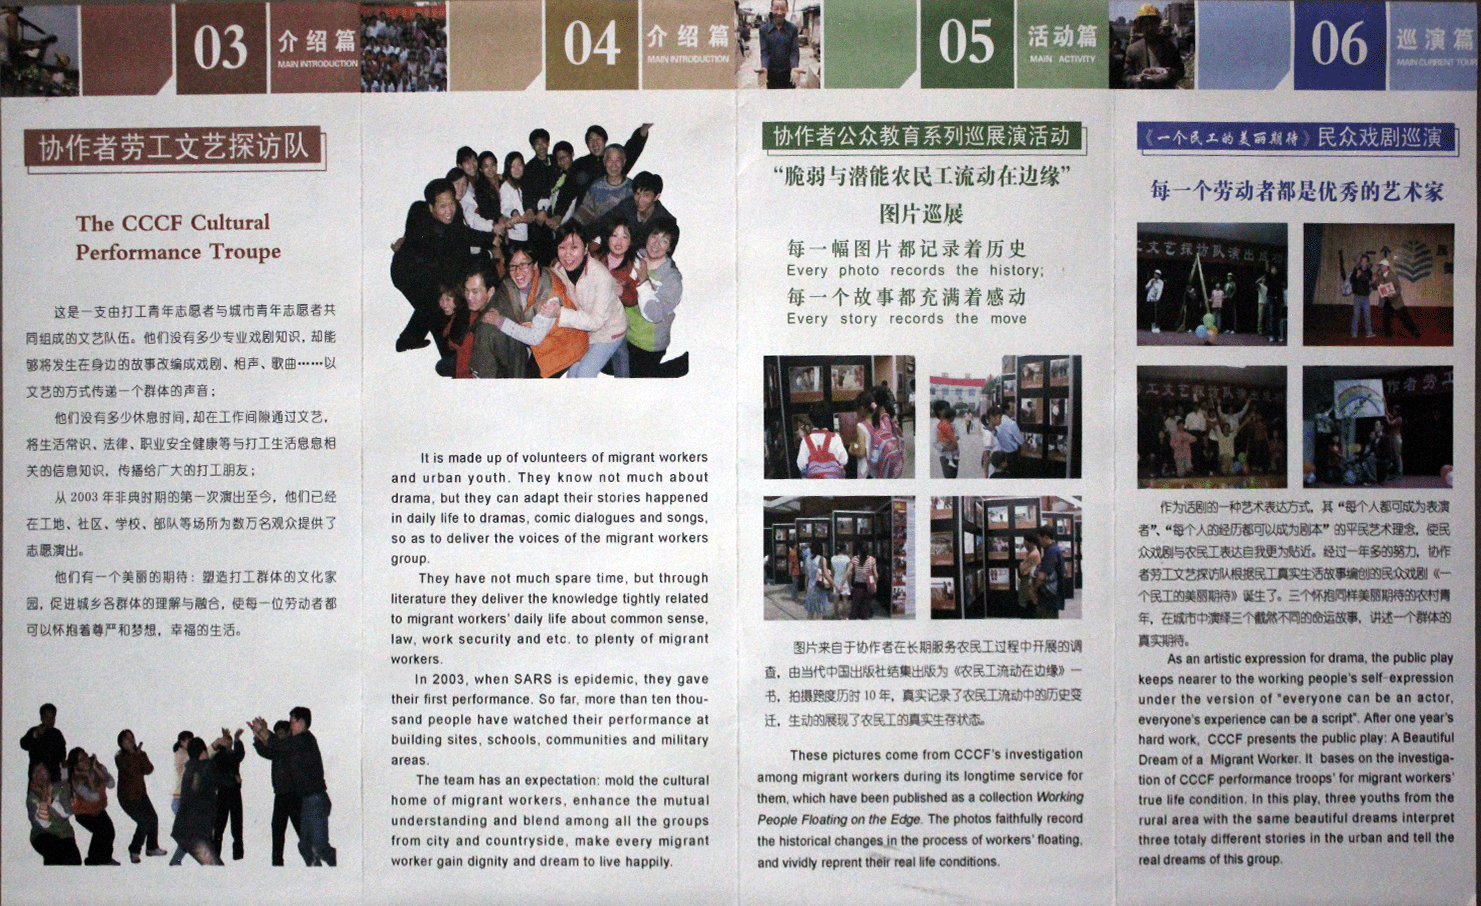 03
介绍篇
MAIN INTRODUCTION
协作者劳工文艺探访队
The CCCF Cultural
Performance Troupe
这是一支由打工青年志愿者与城市青年志愿者共
同组成的文艺队伍。他们没有多少专业戏剧知识，却能
够将发生在身边的故事改编成戏剧、相声、歌曲……以
文艺的方式传递一个群体的声音；
他们没有多少休息时间，却在工作间隙通过文艺，
将生活常识、法律、职业安全健康等与打工生活息息相
关的信息知识，传播给广大的打工朋友；
从 2003 年非典时期的第一次演出至今，他们已经
在工地、社区、学校、部队等场所为数万名观众提供了
志愿演出。
他们有一个美丽的期待：塑造打工群体的文化家
园，促进城乡各群体的理解与融合，使每一位劳动者都
可以怀抱着尊严和梦想，幸福的生活。
04
介绍篇
MAIN INTRODUCTION
It is made up of volunteers of migrant workers
and urban youth. They know not much about
drama, but they can adapt their stories happened
in daily life to dramas, comic dialogues and songs,
so as to deliver the voices of the migrant workers
group.
They have not much spare time, but through
literature they deliver the knowledge tightly related
to migrant workers' daily life about common sense,
law, work security and etc. to plenty of migrant
workers.
In 2003, when SARS is epidemic, they gave
their first performance. So far, more than ten thou-
sand people have watched their performance at
building sites, schools, communities and military
areas.
The team has an expectation: mold the cultural
home of migrant workers, enhance the mutual
understanding and blend among all the groups
from city and countryside, make every migrant
worker gain dignity and dream to live happily.
05
活动篇
MAIN ACTIVITY
协作者公众教育系列巡展演活动
“脆弱与潜能农民工流动在边缘”
图片巡展
每一幅图片都记录着历史
Every photo records the history;
每一个故事都充满着感动
Every story records the move
图片来自于协作者在长期服务农民工过程中开展的调
查，由当代中国出版社结集出版为《农民工流动在边缘》一
书，拍摄跨度历时 10 年，真实记录了农民工流动中的历史变
迁，生动的展现了农民工的真实生存状态。
These pictures come from CCCF's investigation
among migrant workers during its longtime service for
them, which have been published as a collection Working
People Floating on the Edge. The photos faithfully record
the historical changes in the process of workers' floating,
and vividly reprent their real life conditions.
06
巡演篇
MAIN CURRENT TOUR
《一个民工的美丽期待》民众戏剧巡演
每一个劳动者都是优秀的艺术家
工文艺探访队演出
作者劳工
作为话剧的一种艺术表达方式，其“每个人都可成为表演
者”、“每个人的经历都可以成为剧本”的平民艺术理念，使民
众戏剧与农民工表达自我更为贴近。经过一年多的努力，协作
者劳工文艺探访队根据民工真实生活故事编创的民众戏剧《一
个民工的美丽期待》诞生了。三个怀抱同样美丽期待的农村青
年，在城市中演绎三个截然不同的命运故事，讲述一个群体的
真实期待。
As an artistic expression for drama, the public play
keeps nearer to the working people's self-expression
under the version of "everyone can be an actor,
everyone's experience can be a script". After one year's
hard work, CCCF presents the public play: A Beautiful
Dream of a Migrant Worker. It bases on the investiga-
tion of CCCF performance troops' for migrant workers'
true life condition. In this play, three youths from the
rural area with the same beautiful dreams interpret
three totaly different stories in the urban and tell the
real dreams of this group.